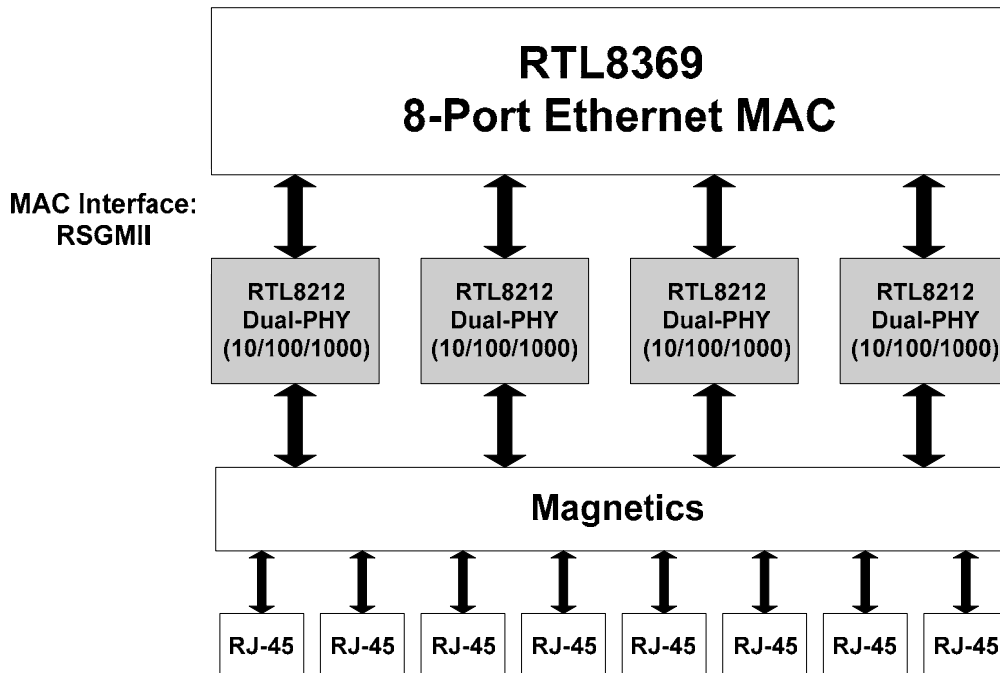 RTL8369
8-Port Ethernet MAC
MAC Interface:
RSGMII
RTL8212
Dual-PHY
(10/100/1000)
RTL8212
Dual-PHY
(10/100/1000)
RTL8212
Dual-PHY
(10/100/1000)
RTL8212
Dual-PHY
(10/100/1000)
Magnetics
RJ-45
RJ-45
RJ-45
RJ-45
RJ-45
RJ-45
RJ-45
RJ-45